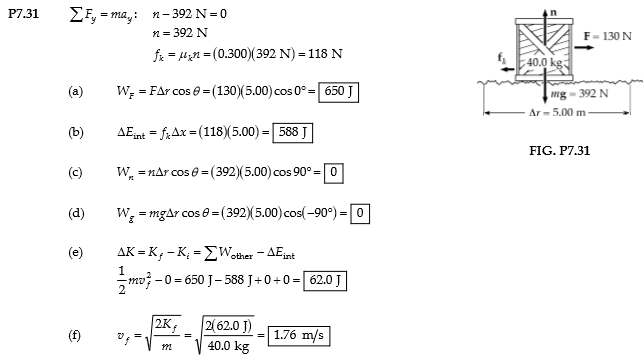 P7.31 ∑F_y = ma_y: n − 392 N = 0
n = 392 N
f_k = μ_k n = (0.300)(392 N) = 118 N
(a) W_F = FΔr cos θ = (130)(5.00) cos 0° = 650 J
(b) ΔE_int = f_k Δx = (118)(5.00) = 588 J
(c) W_n = nΔr cos θ = (392)(5.00) cos 90° = 0
(d) W_g = mgΔr cos θ = (392)(5.00) cos(−90°) = 0
(e) ΔK = K_f − K_i = ∑W_other − ΔE_int
1/2 mv_f^2 − 0 = 650 J − 588 J + 0 + 0 = 62.0 J
(f) v_f = √(2K_f/m) = √(2(62.0 J)/40.0 kg) = 1.76 m/s
n
F = 130 N
f_k
40.0 kg
mg = 392 N
Δr = 5.00 m
FIG. P7.31